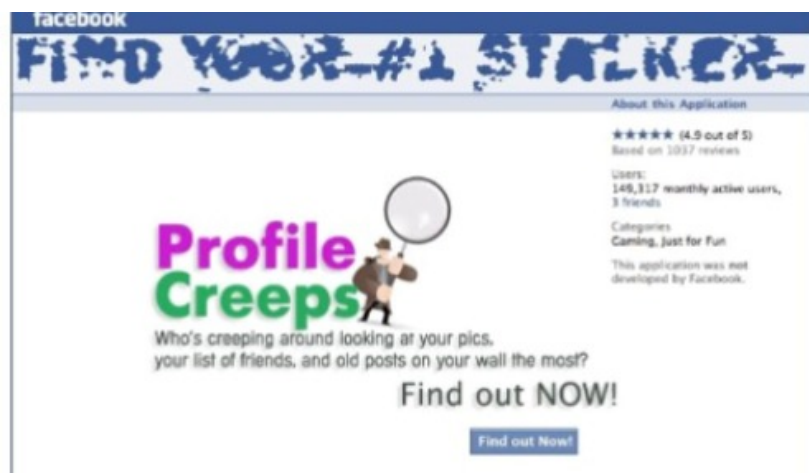 facebook
FIND YOUR #1 STALKER
About this Application
★★★★★ (4.9 out of 5)
Based on 1037 reviews
Users:
149,317 monthly active users,
3 friends
Categories
Gaming, Just for Fun
This application was not
developed by Facebook.
Profile
Creeps
Who's creeping around looking at your pics,
your list of friends, and old posts on your wall the most?
Find out NOW!
Find out Now!